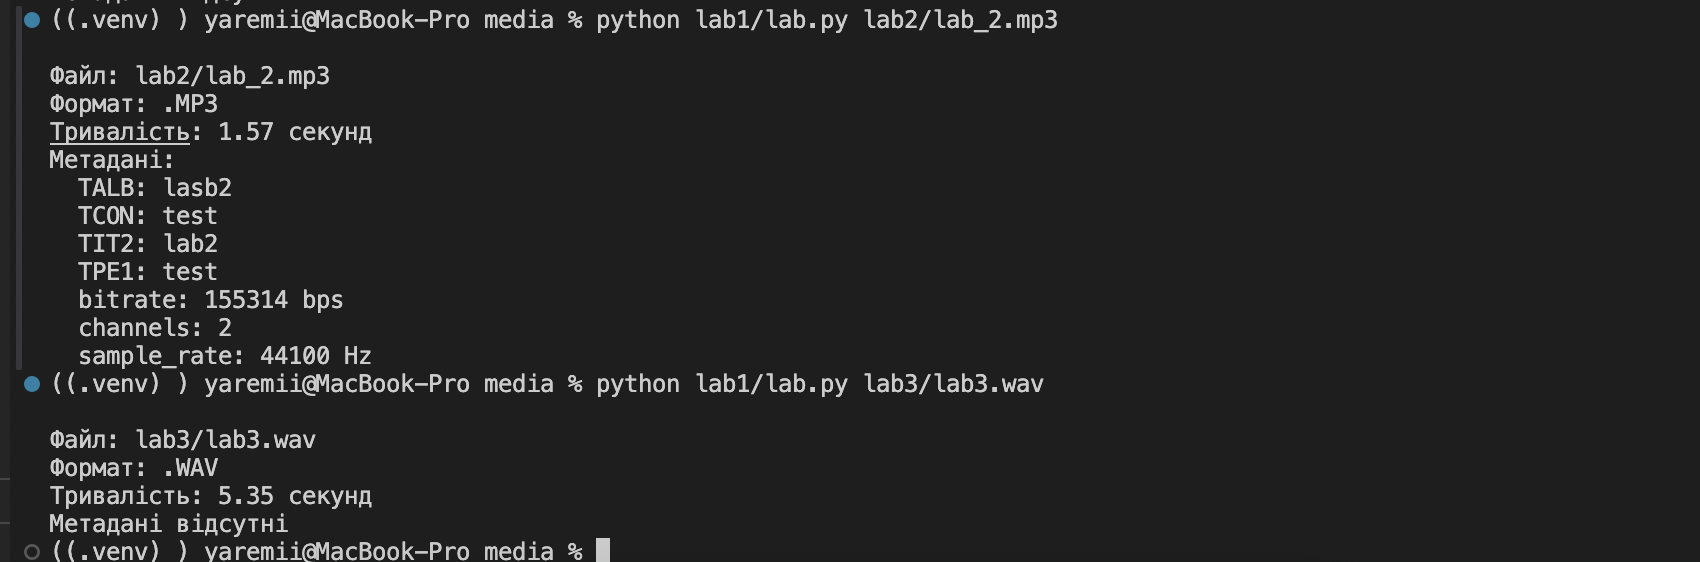 ((.venv) ) yaremii@MacBook-Pro media % python lab1/lab.py lab2/lab_2.mp3
Файл: lab2/lab_2.mp3
Формат: .MP3
Тривалість: 1.57 секунд
Метадані:
TALB: lasb2
TCON: test
TIT2: lab2
TPE1: test
bitrate: 155314 bps
channels: 2
sample_rate: 44100 Hz
((.venv) ) yaremii@MacBook-Pro media % python lab1/lab.py lab3/lab3.wav
Файл: lab3/lab3.wav
Формат: .WAV
Тривалість: 5.35 секунд
Метадані відсутні
((.venv) ) yaremii@MacBook-Pro media %